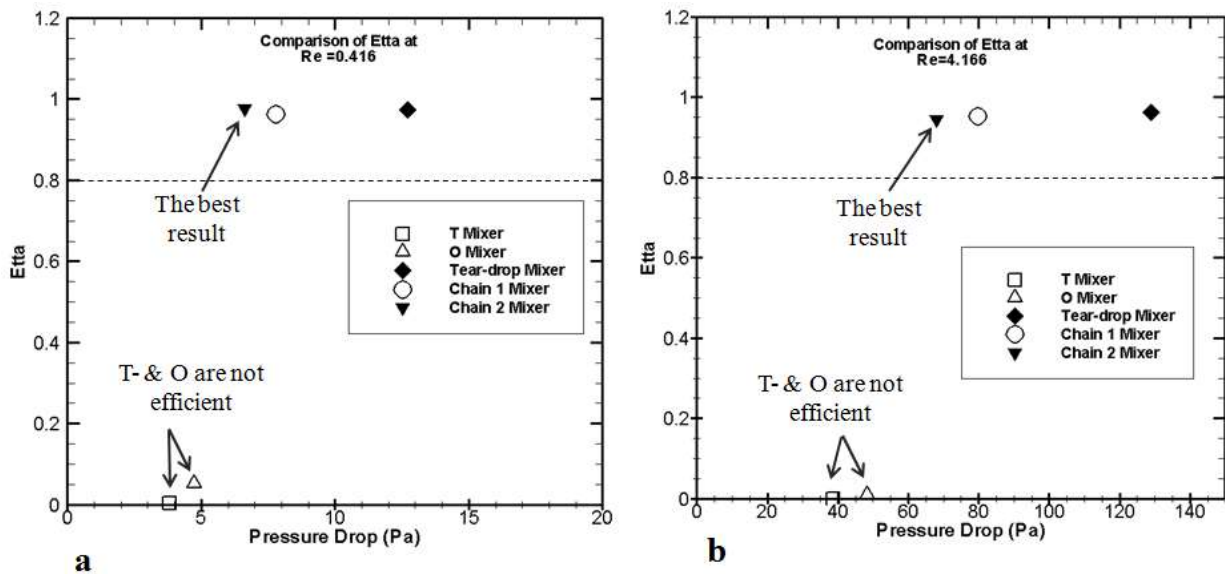 1.2
1
0.8
0.6
0.4
0.2
0
Etta
Comparison of Etta at
Re =0.416
The best
result
T Mixer
O Mixer
Tear-drop Mixer
Chain 1 Mixer
Chain 2 Mixer
T- & O are not
efficient
0 5 10 15 20
Pressure Drop (Pa)
a
1.2
1
0.8
0.6
0.4
0.2
0
Etta
Comparison of Etta at
Re=4.166
The best
result
T Mixer
O Mixer
Tear-drop Mixer
Chain 1 Mixer
Chain 2 Mixer
T- & O are not
efficient
0 20 40 60 80 100 120 140
Pressure Drop (Pa)
b